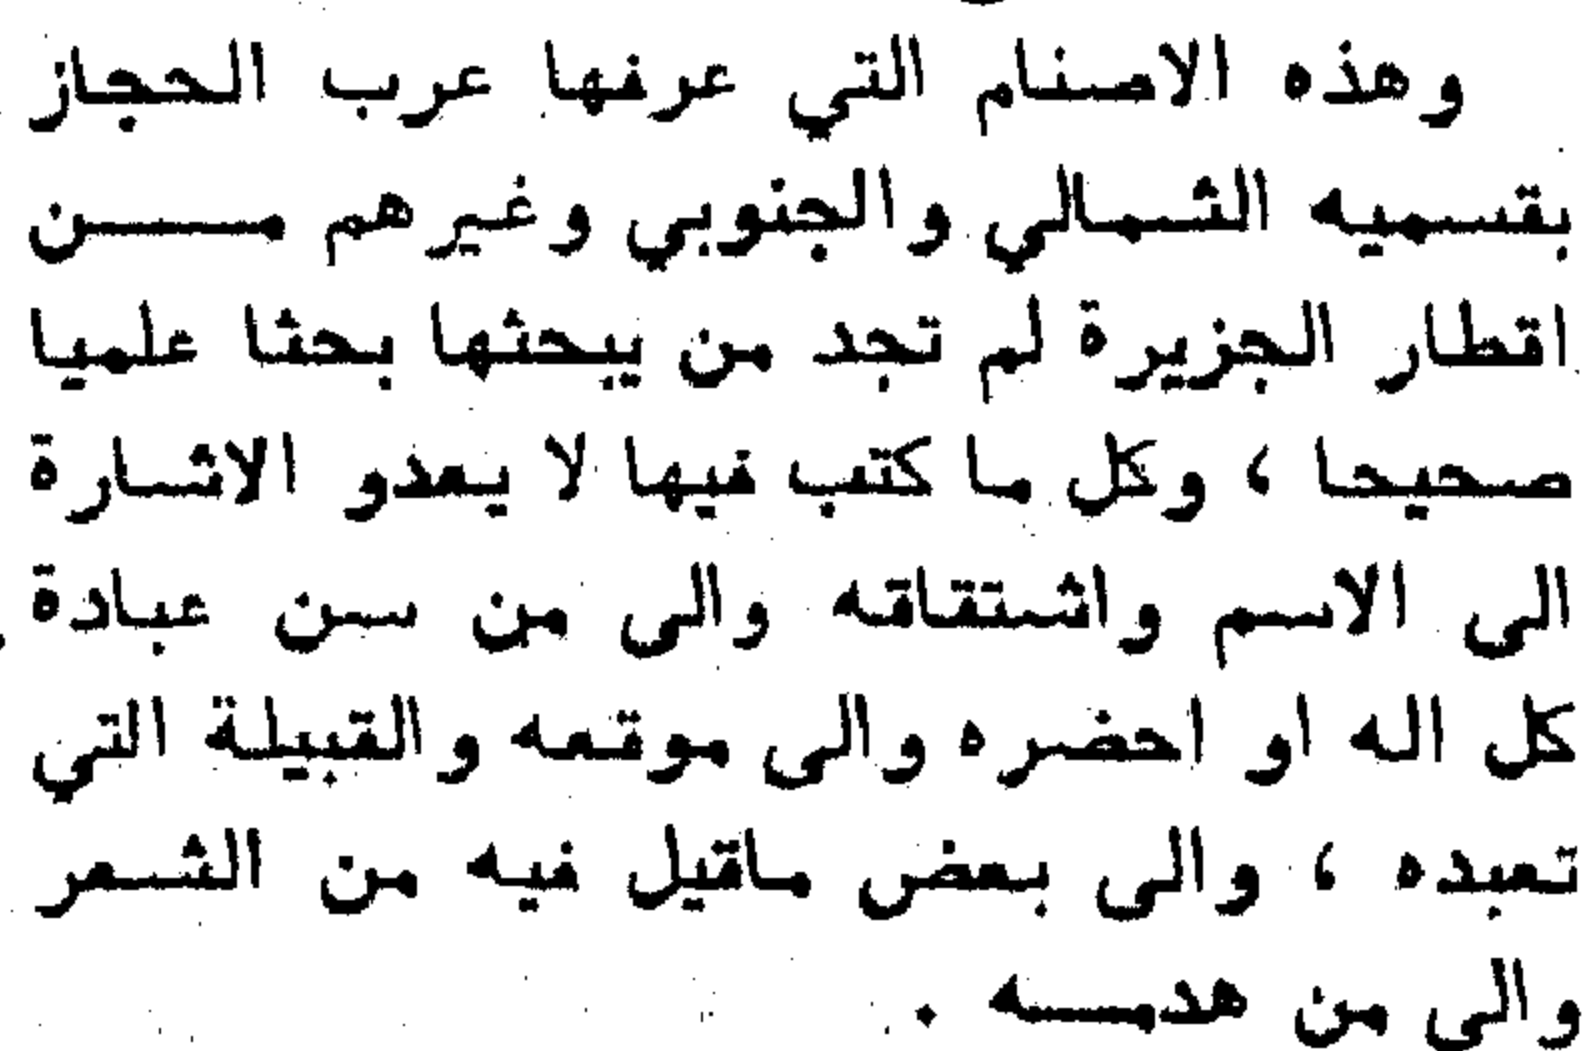 وهذه الاصنام التي عرفها عرب الحجاز
بقسميه الشمالي والجنوبي وغيرهم مـــن
اقطار الجزيرة لم تجد من يبحثها بحثا علميا
صحيحا ، وكل ما كتب فيها لا يعدو الاشارة
الى الاسم واشتقاقه والى من سن عبادة
كل اله او احضره والى موقعه والقبيلة التي
تعبده ، والى بعض ماقيل فيه من الشعر
والى من هدمـــه .